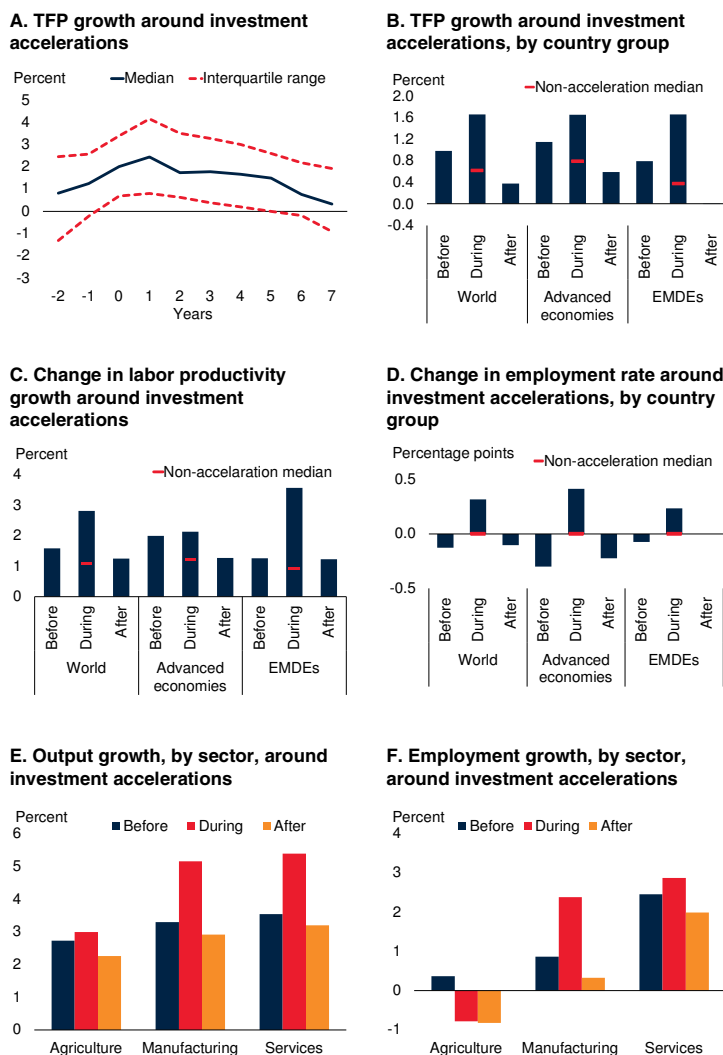 A. TFP growth around investment
accelerations
Percent
Median
Interquartile range
5
4
3
2
1
0
-1
-2
-3
-2 -1 0 1 2 3 4 5 6 7
Years
B. TFP growth around investment
accelerations, by country group
Percent
Non-acceleration median
2.0
1.6
1.2
0.8
0.4
0.0
-0.4
Before During After Before During After Before During After
World Advanced EMDEs
economies
C. Change in labor productivity
growth around investment
accelerations
Percent
Non-accelaration median
4
3
2
1
0
Before During After Before During After Before During After
World Advanced EMDEs
economies
D. Change in employment rate around
investment accelerations, by country
group
Percentage points
Non-acceleration median
0.5
0.0
-0.5
Before During After Before During After Before During After
World Advanced EMDEs
economies
E. Output growth, by sector, around
investment accelerations
Percent
Before During After
6
5
4
3
2
1
0
Agriculture Manufacturing Services
F. Employment growth, by sector,
around investment accelerations
Percent
Before During After
4
3
2
1
0
-1
Agriculture Manufacturing Services